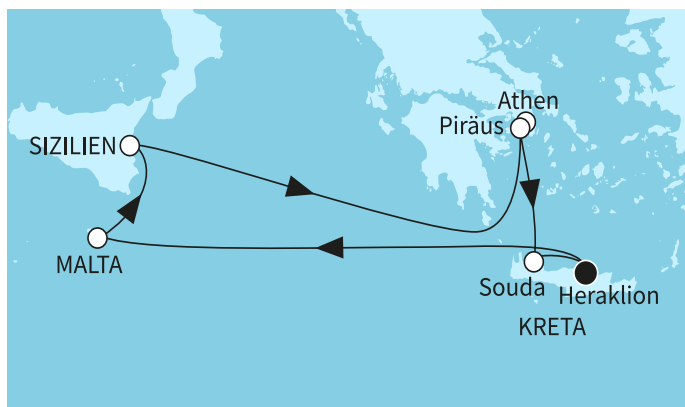 Athen
Piräus
SIZILIEN
MALTA
Souda
Heraklion
KRETA